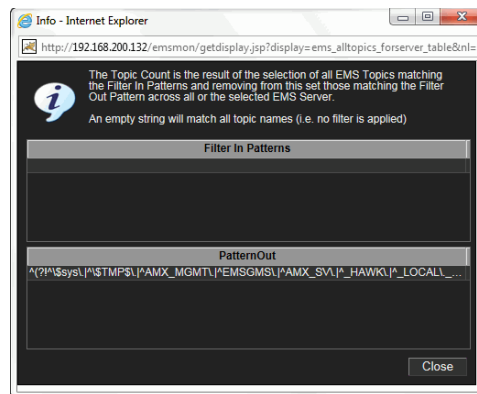 Info - Internet Explorer
http://192.168.200.132/emsmon/getdisplay.jsp?display=ems_alltopics_forserver_table&nl=
The Topic Count is the result of the selection of all EMS Topics matching
the Filter In Patterns and removing from this set those matching the Filter
Out Pattern across all or the selected EMS Server.
An empty string will match all topic names (i.e. no filter is applied)
Filter In Patterns
PatternOut
^(?!^\$sys\.|^\$TMP$\.|^AMX_MGMT\.|^EMSGMS\.|^AMX_SV\.|^_HAWK\.|^_LOCAL\._...
Close